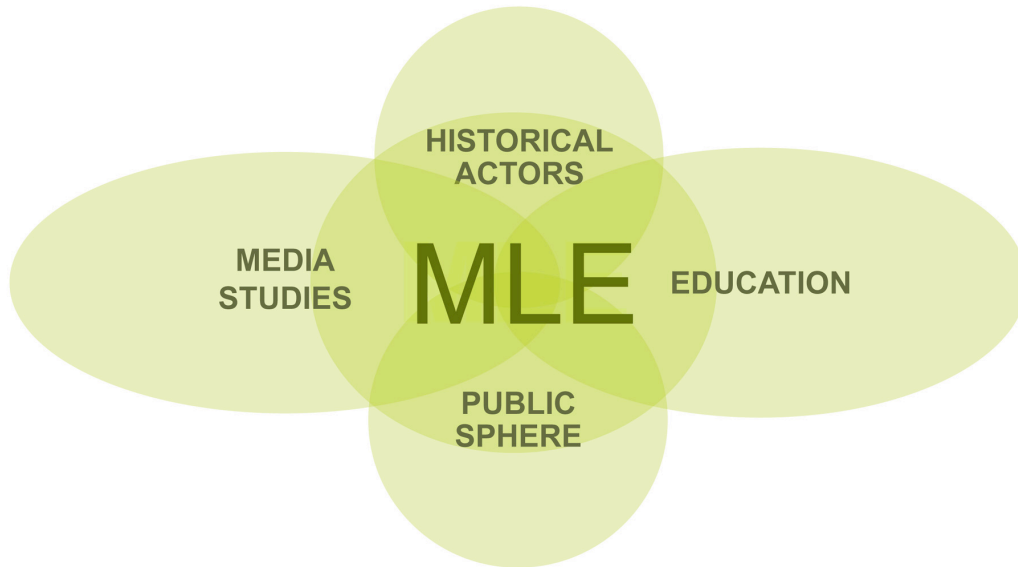 HISTORICAL
ACTORS
MEDIA
STUDIES
MLE
EDUCATION
PUBLIC
SPHERE